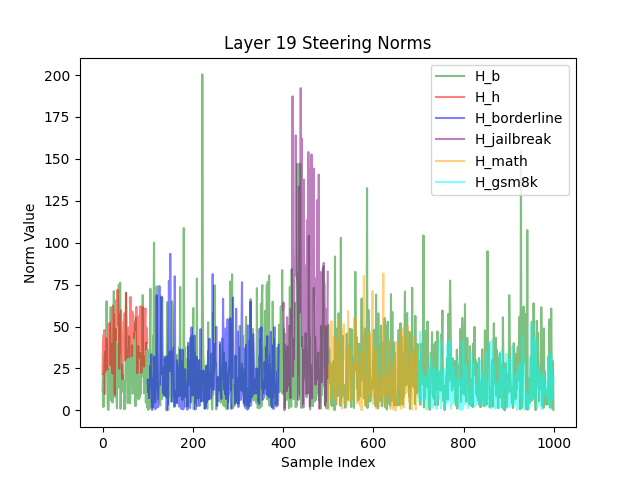 Layer 19 Steering Norms
Norm Value
200
175
150
125
100
75
50
25
0
H_b
H_h
H_borderline
H_jailbreak
H_math
H_gsm8k
0 200 400 600 800 1000
Sample Index